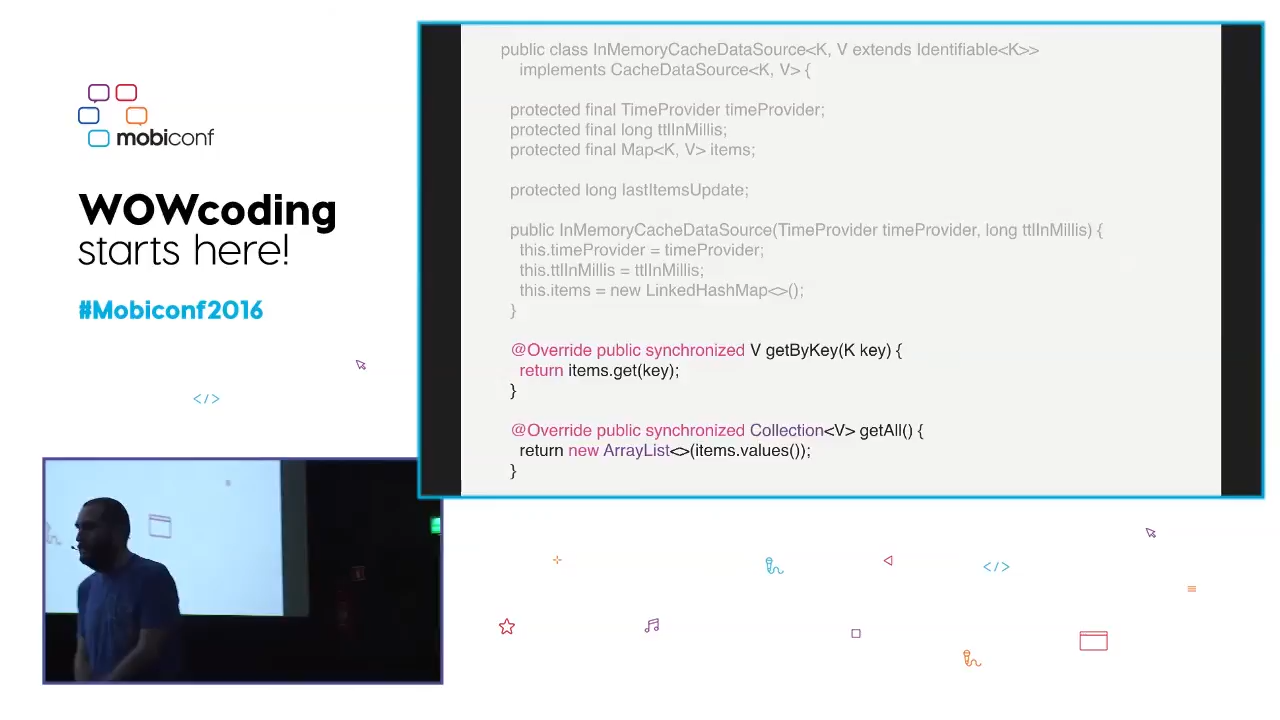 mobiconf
WOWcoding
starts here!
#Mobiconf2016
</>
public class InMemoryCacheDataSource<K, V extends Identifiable<K>>
implements CacheDataSource<K, V> {
protected final TimeProvider timeProvider;
protected final long ttlInMillis;
protected final Map<K, V> items;
protected long lastItemsUpdate;
public InMemoryCacheDataSource(TimeProvider timeProvider, long ttlInMillis) {
this.timeProvider = timeProvider;
this.ttlInMillis = ttlInMillis;
this.items = new LinkedHashMap<>();
}
@Override public synchronized V getByKey(K key) {
return items.get(key);
}
@Override public synchronized Collection<V> getAll() {
return new ArrayList<>(items.values());
}
</>